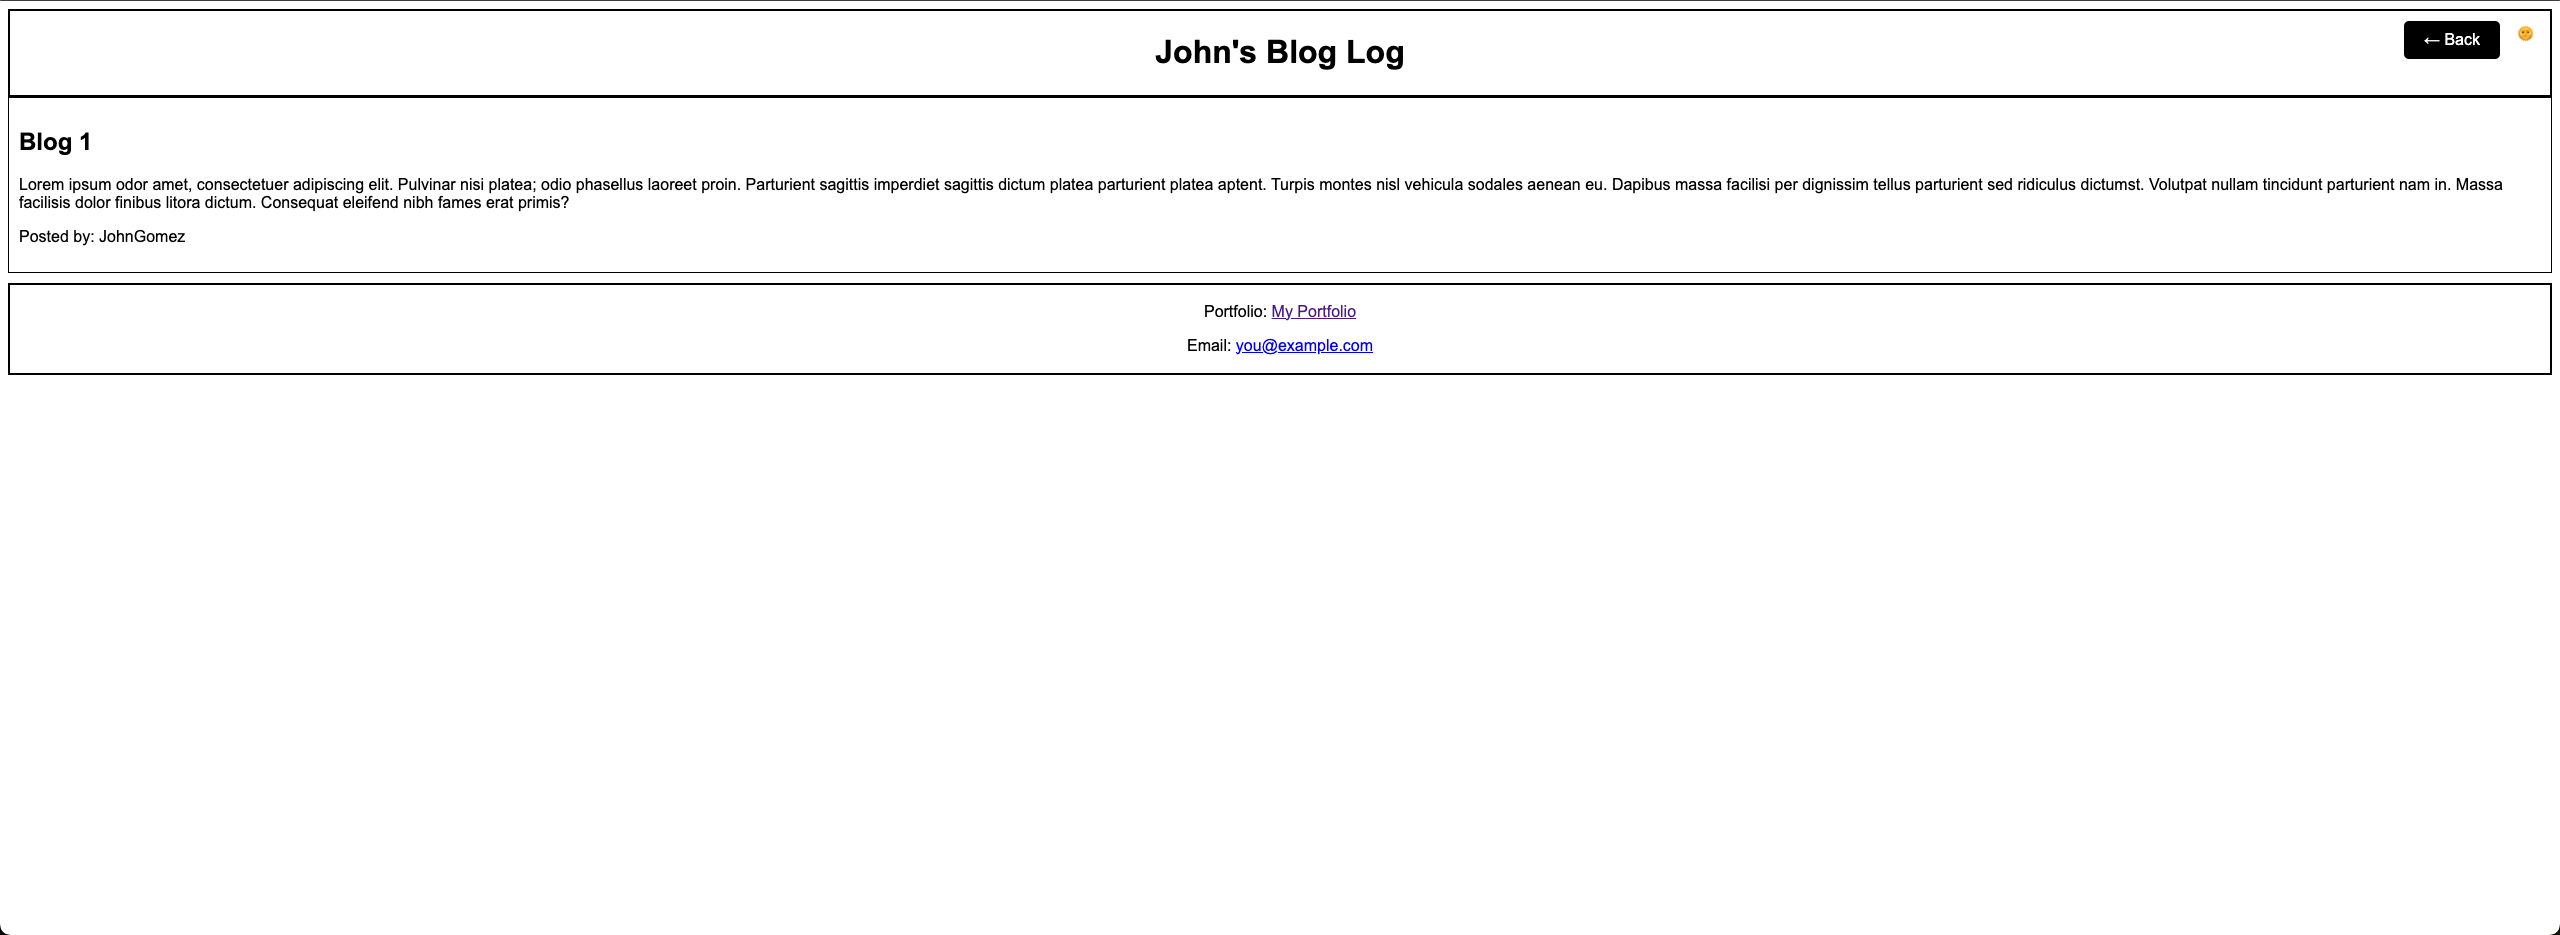 John's Blog Log
← Back
Blog 1
Lorem ipsum odor amet, consectetuer adipiscing elit. Pulvinar nisi platea; odio phasellus laoreet proin. Parturient sagittis imperdiet sagittis dictum platea parturient platea aptent. Turpis montes nisl vehicula sodales aenean eu. Dapibus massa facilisi per dignissim tellus parturient sed ridiculus dictumst. Volutpat nullam tincidunt parturient nam in. Massa
facilisis dolor finibus litora dictum. Consequat eleifend nibh fames erat primis?
Posted by: JohnGomez
Portfolio: My Portfolio
Email: you@example.com